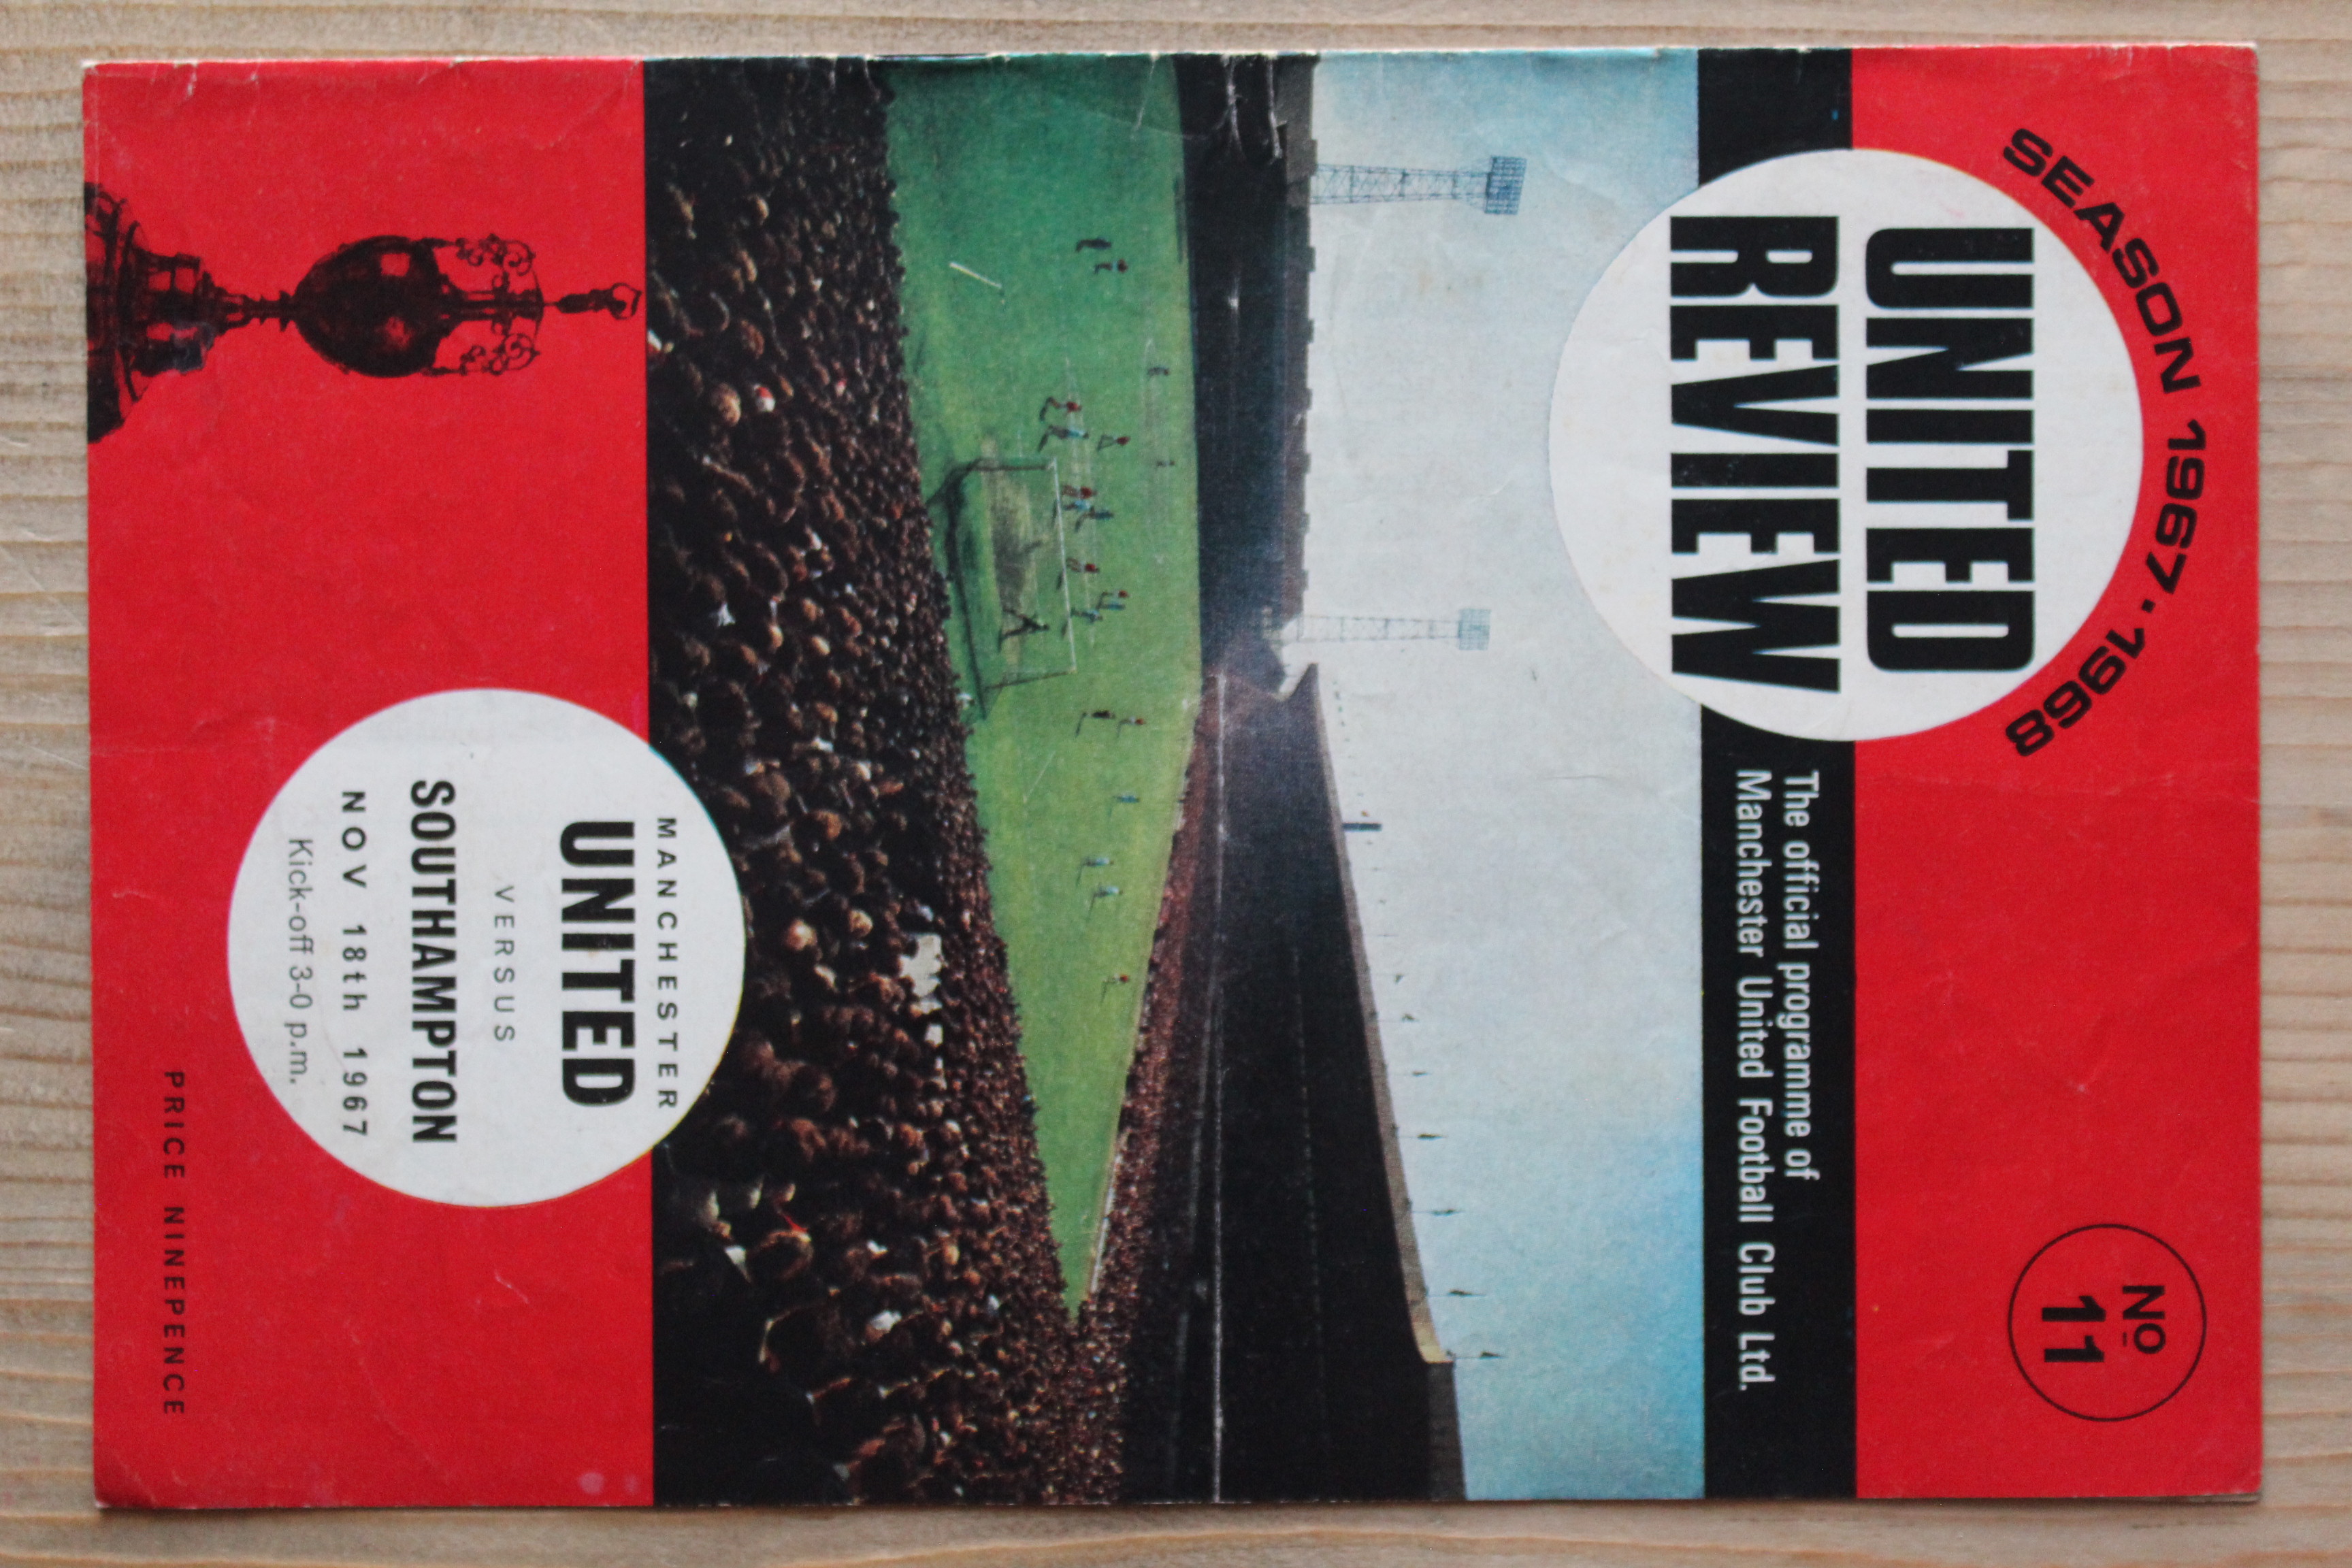 SEASON 1967·1968
UNITED
REVIEW
No
11
The official programme of
Manchester United Football Club Ltd.
MANCHESTER
UNITED
VERSUS
SOUTHAMPTON
NOV 18th 1967
Kick-off 3-0 p.m.
PRICE NINEPENCE